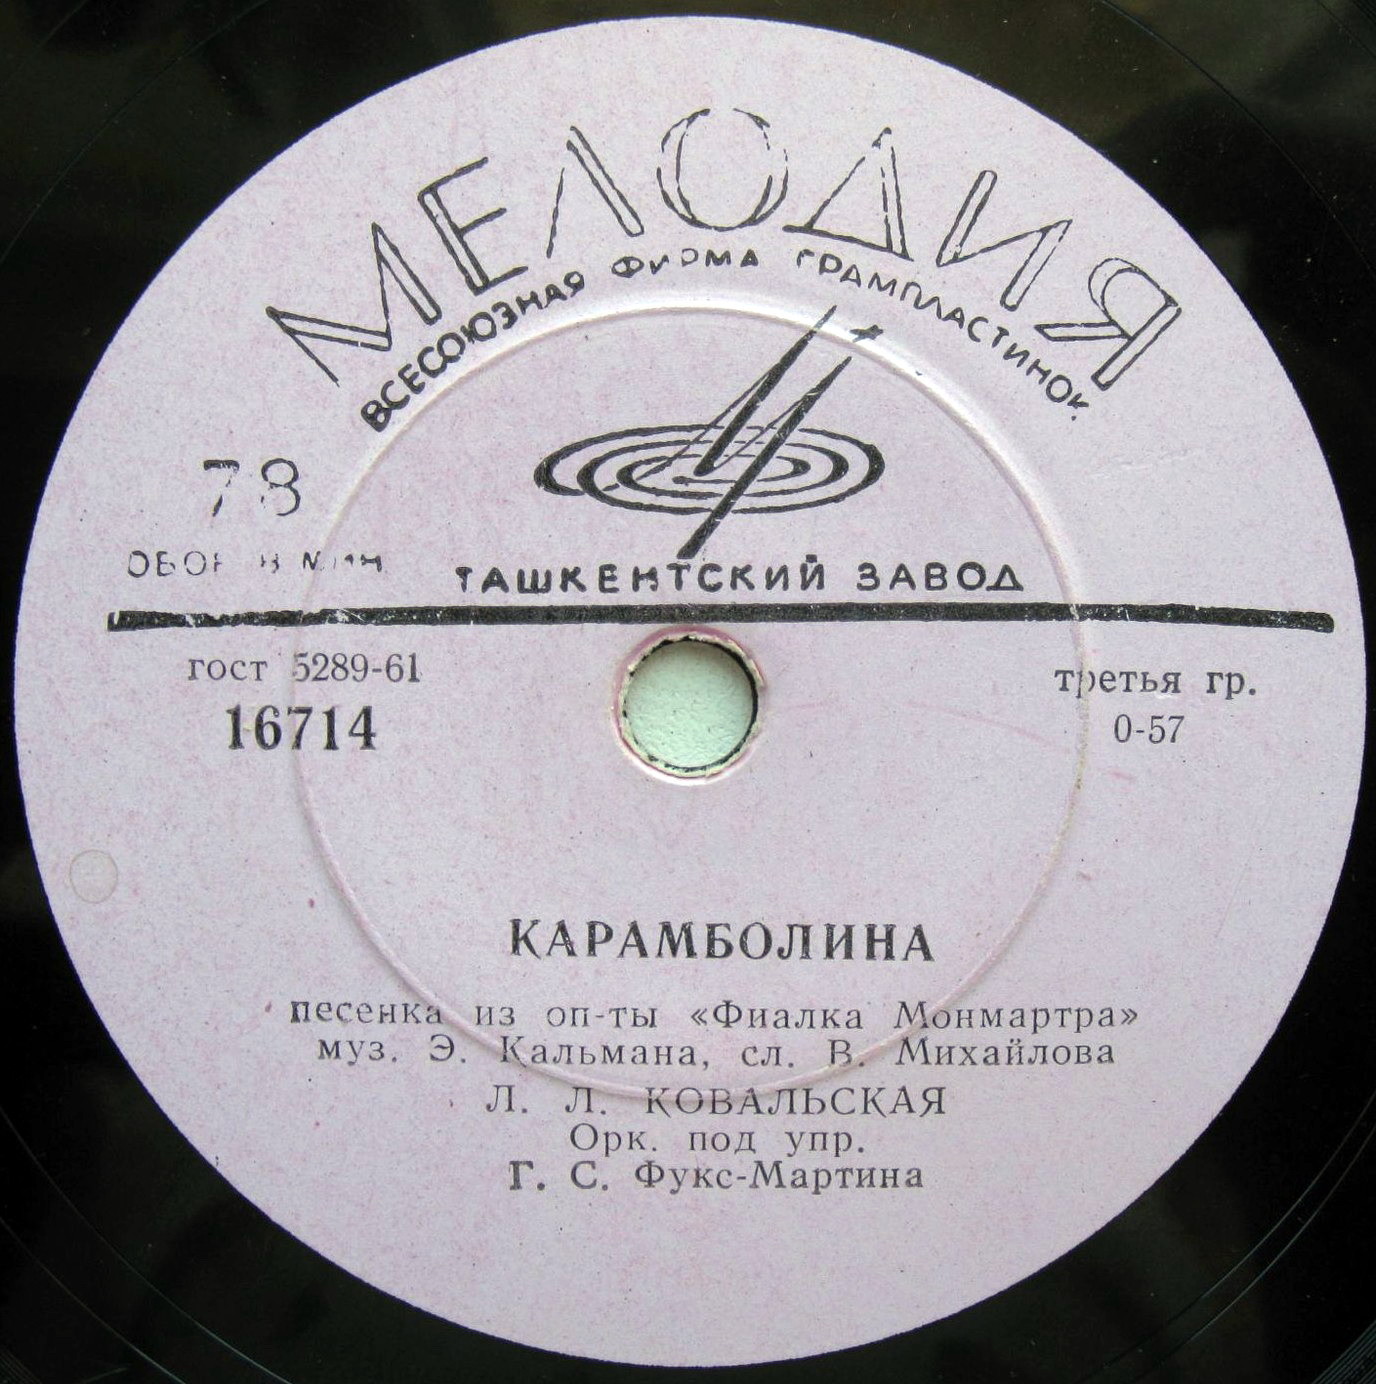 МЕЛОДИЯ
ВСЕСОЮЗНАЯ ФИРМА ГРАМПЛАСТИНОК
78
ОБОР В МИН
ТАШКЕНТСКИЙ ЗАВОД
гост 5289-61
третья гр.
16714
0-57
КАРАМБОЛИНА
песенка из оп-ты «Фиалка Монмартра»
муз. Э. Кальмана, сл. В. Михайлова
Л. Л. КОВАЛЬСКАЯ
Орк. под упр.
Г. С. Фукс-Мартина